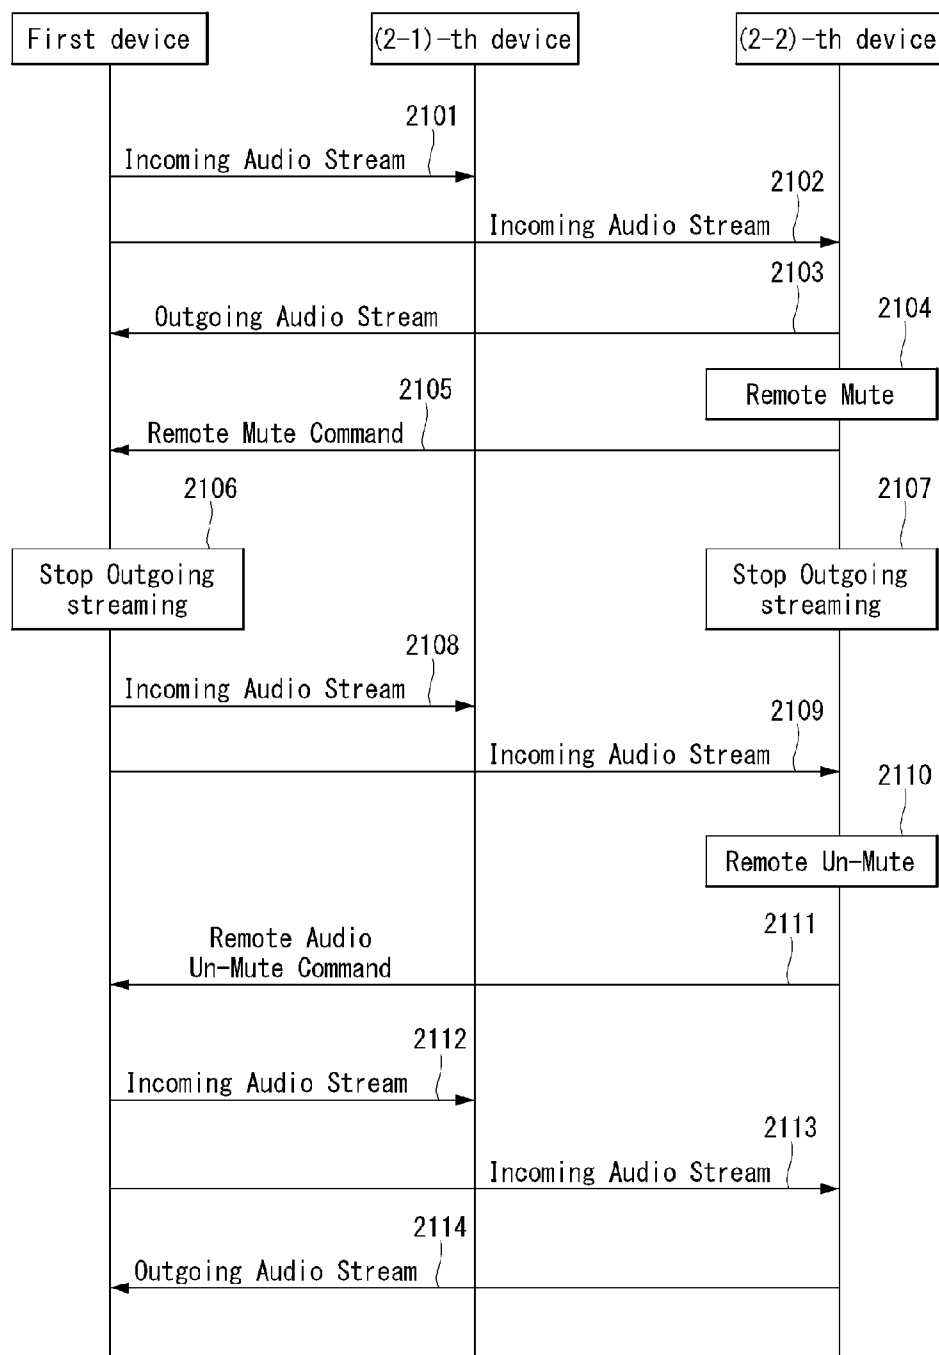 First device
(2-1)-th device
(2-2)-th device
2101
Incoming Audio Stream
2102
Incoming Audio Stream
2103
Outgoing Audio Stream
2104
Remote Mute
2105
Remote Mute Command
2106
2107
Stop Outgoing
streaming
Stop Outgoing
streaming
2108
Incoming Audio Stream
2109
Incoming Audio Stream
2110
Remote Un-Mute
2111
Remote Audio
Un-Mute Command
2112
Incoming Audio Stream
2113
Incoming Audio Stream
2114
Outgoing Audio Stream